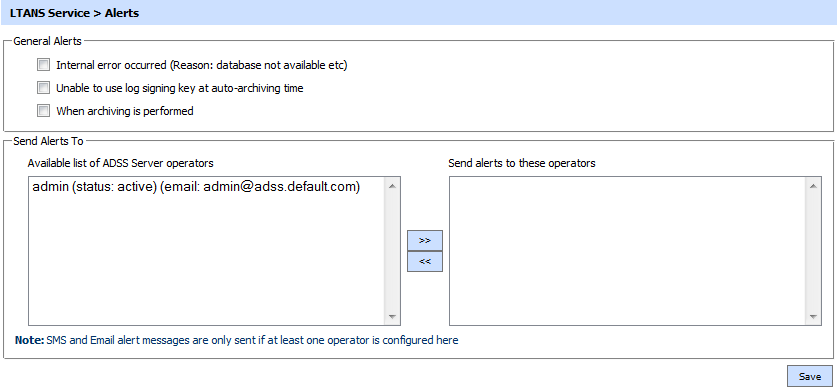 LTANS Service > Alerts
General Alerts
Internal error occurred (Reason: database not available etc)
Unable to use log signing key at auto-archiving time
When archiving is performed
Send Alerts To
Available list of ADSS Server operators
Send alerts to these operators
admin (status: active) (email: admin@adss.default.com)
>>
<<
Note: SMS and Email alert messages are only sent if at least one operator is configured here
Save